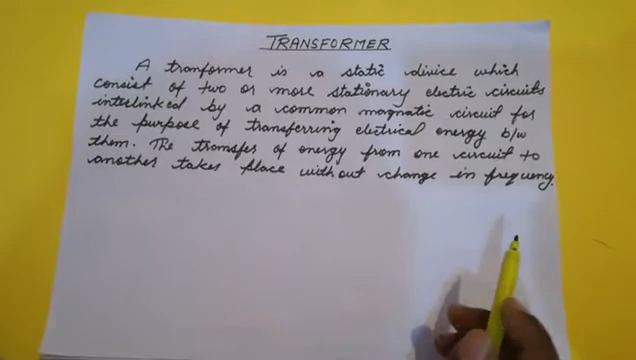 TRANSFORMER
A tranformer is a static divice which
consist of two or more stationary electric circuits
interlinked by a common magnatic circuit for
the purpose of transferring electrical energy b/w
them. The transfer of energy from one circuit to
another takes place without change in frequency.